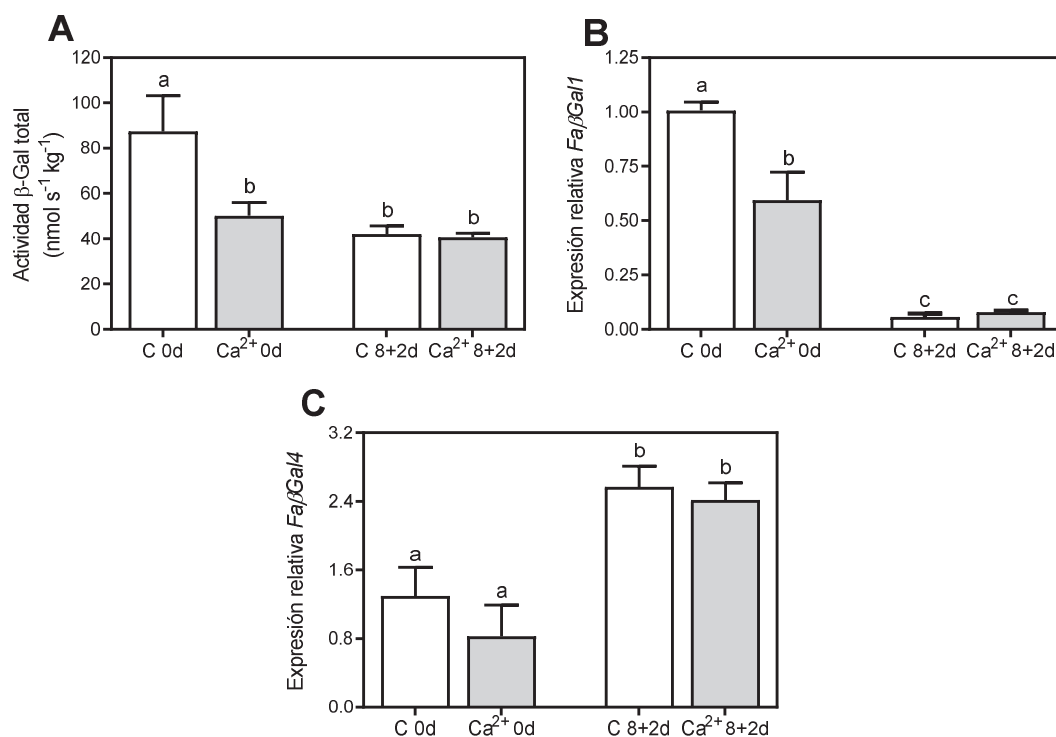 A
Actividad β-Gal total
(nmol s⁻¹ kg⁻¹)
120
100
80
60
40
20
0
a
b
b
b
C 0d
Ca²⁺ 0d
C 8+2d
Ca²⁺ 8+2d
B
Expresión relativa FaβGal1
1.25
1.00
0.75
0.50
0.25
0.00
a
b
c
c
C 0d
Ca²⁺ 0d
C 8+2d
Ca²⁺ 8+2d
C
Expresión relativa FaβGal4
3.2
2.4
1.6
0.8
0.0
a
a
b
b
C 0d
Ca²⁺ 0d
C 8+2d
Ca²⁺ 8+2d